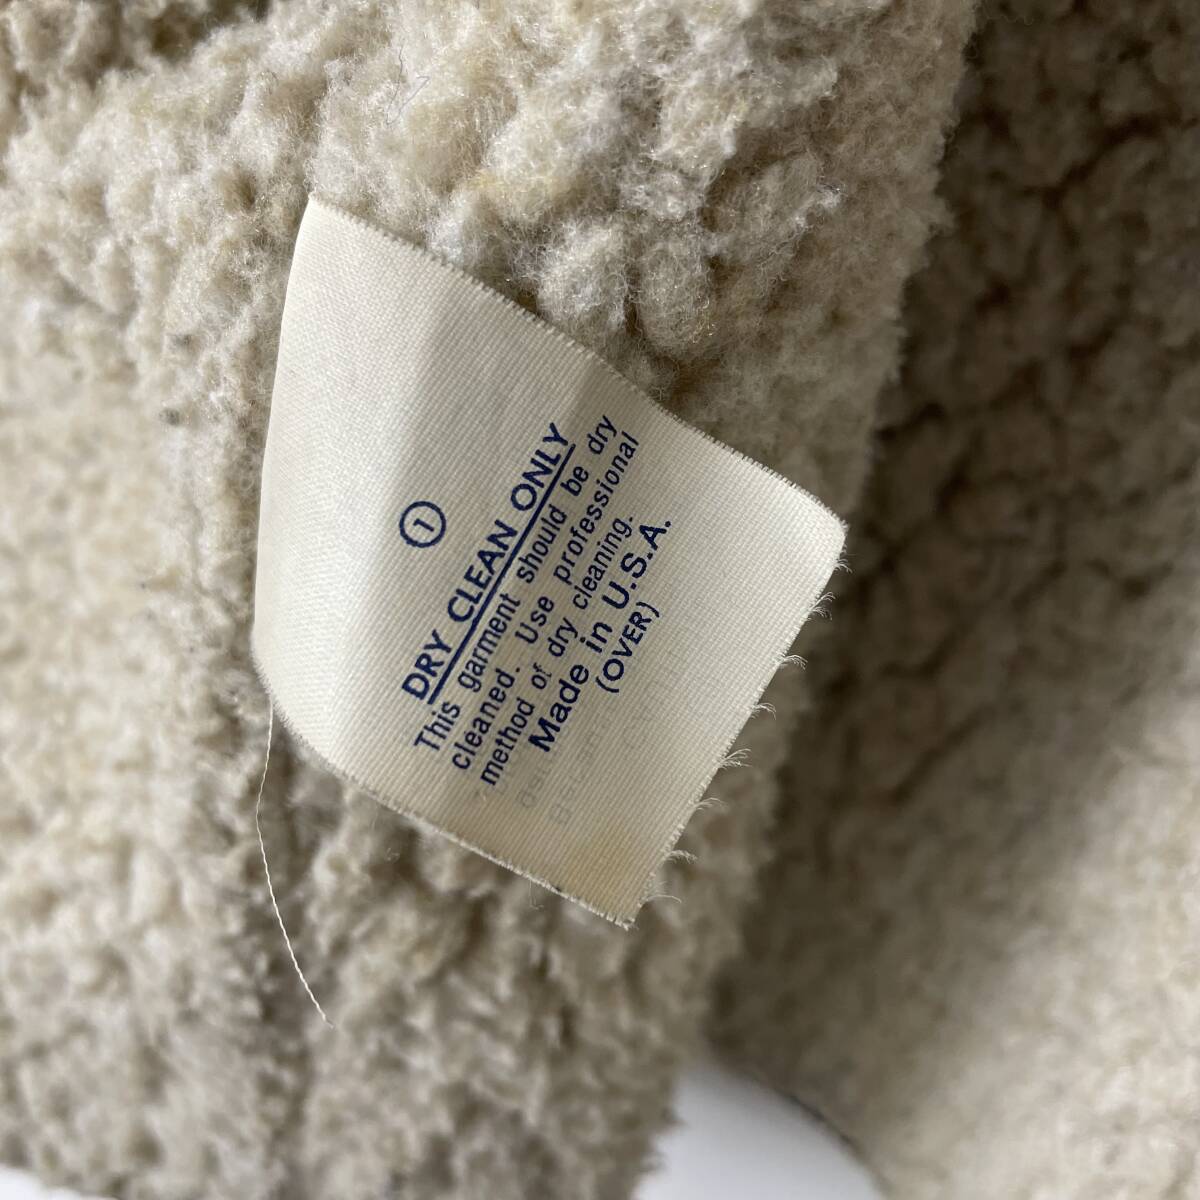 1
DRY CLEAN ONLY
This garment should be dry
cleaned. Use professional
method of dry cleaning.
Made in U.S.A.
(OVER)